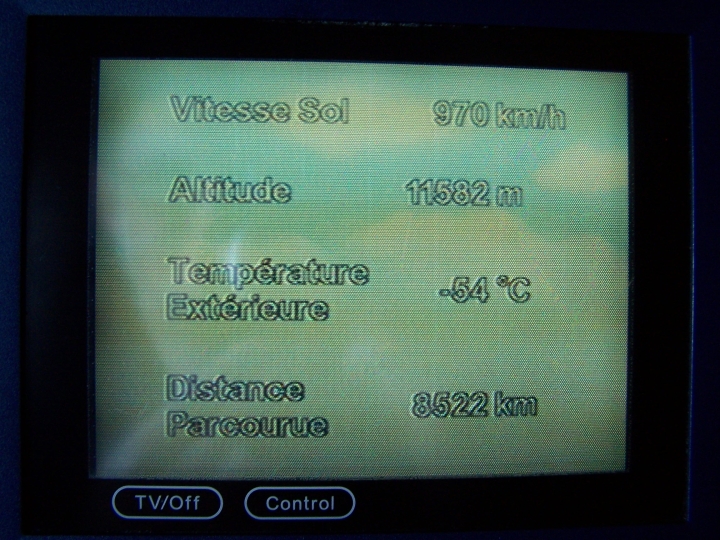 Vitesse Sol 970 km/h
Altitude 11582 m
Température
Extérieure -54 °C
Distance
Parcourue 8522 km
TV/Off Control